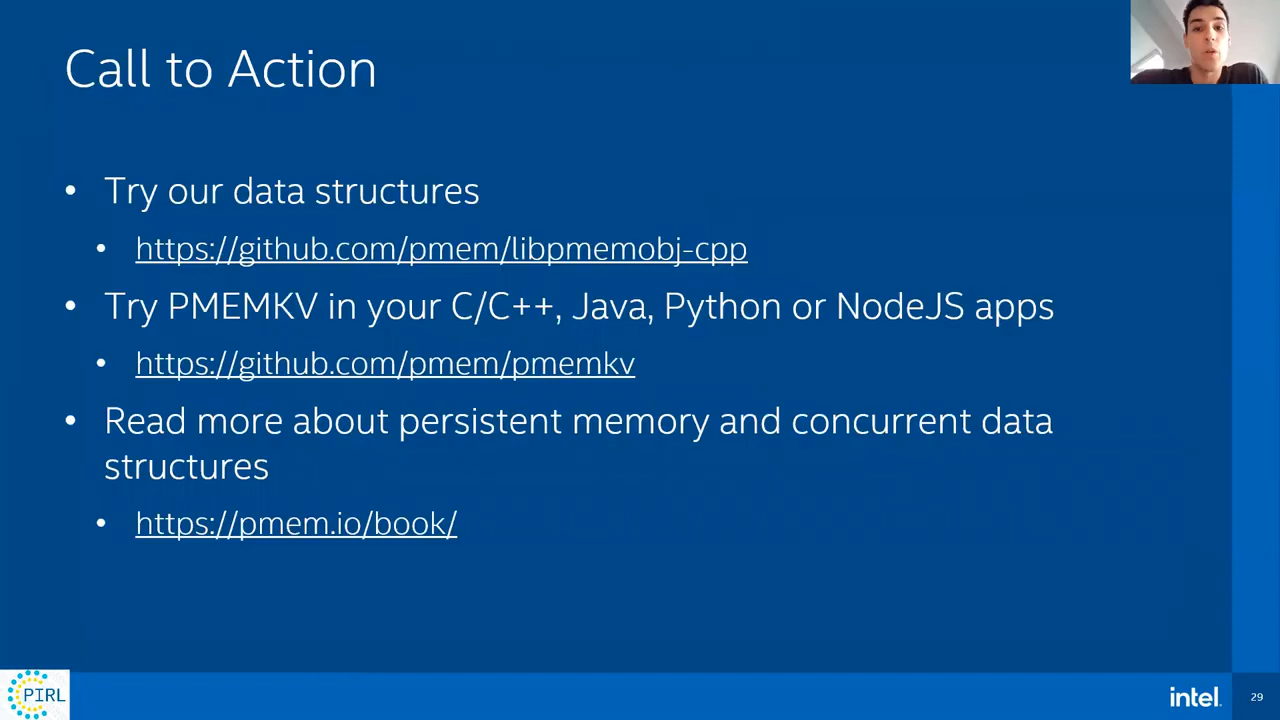 Call to Action
• Try our data structures
• https://github.com/pmem/libpmemobj-cpp
• Try PMEMKV in your C/C++, Java, Python or NodeJS apps
• https://github.com/pmem/pmemkv
• Read more about persistent memory and concurrent data
structures
• https://pmem.io/book/
PIRL
intel.
29